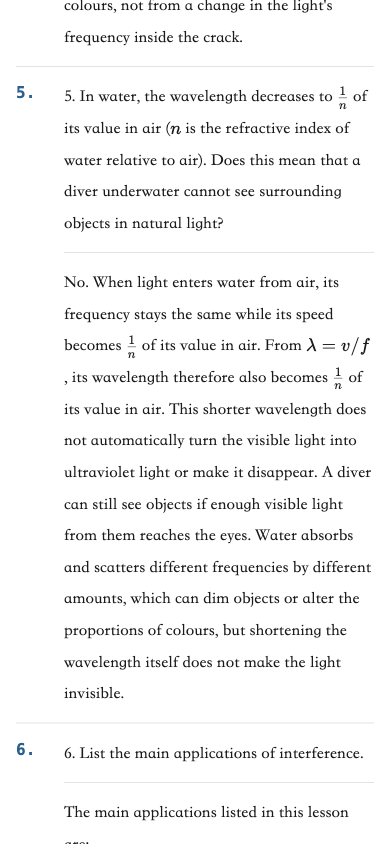 colours, not from a change in the light's
frequency inside the crack.
5. 5. In water, the wavelength decreases to 1/n of
its value in air (n is the refractive index of
water relative to air). Does this mean that a
diver underwater cannot see surrounding
objects in natural light?
No. When light enters water from air, its
frequency stays the same while its speed
becomes 1/n of its value in air. From λ = v/f
, its wavelength therefore also becomes 1/n of
its value in air. This shorter wavelength does
not automatically turn the visible light into
ultraviolet light or make it disappear. A diver
can still see objects if enough visible light
from them reaches the eyes. Water absorbs
and scatters different frequencies by different
amounts, which can dim objects or alter the
proportions of colours, but shortening the
wavelength itself does not make the light
invisible.
6. 6. List the main applications of interference.
The main applications listed in this lesson